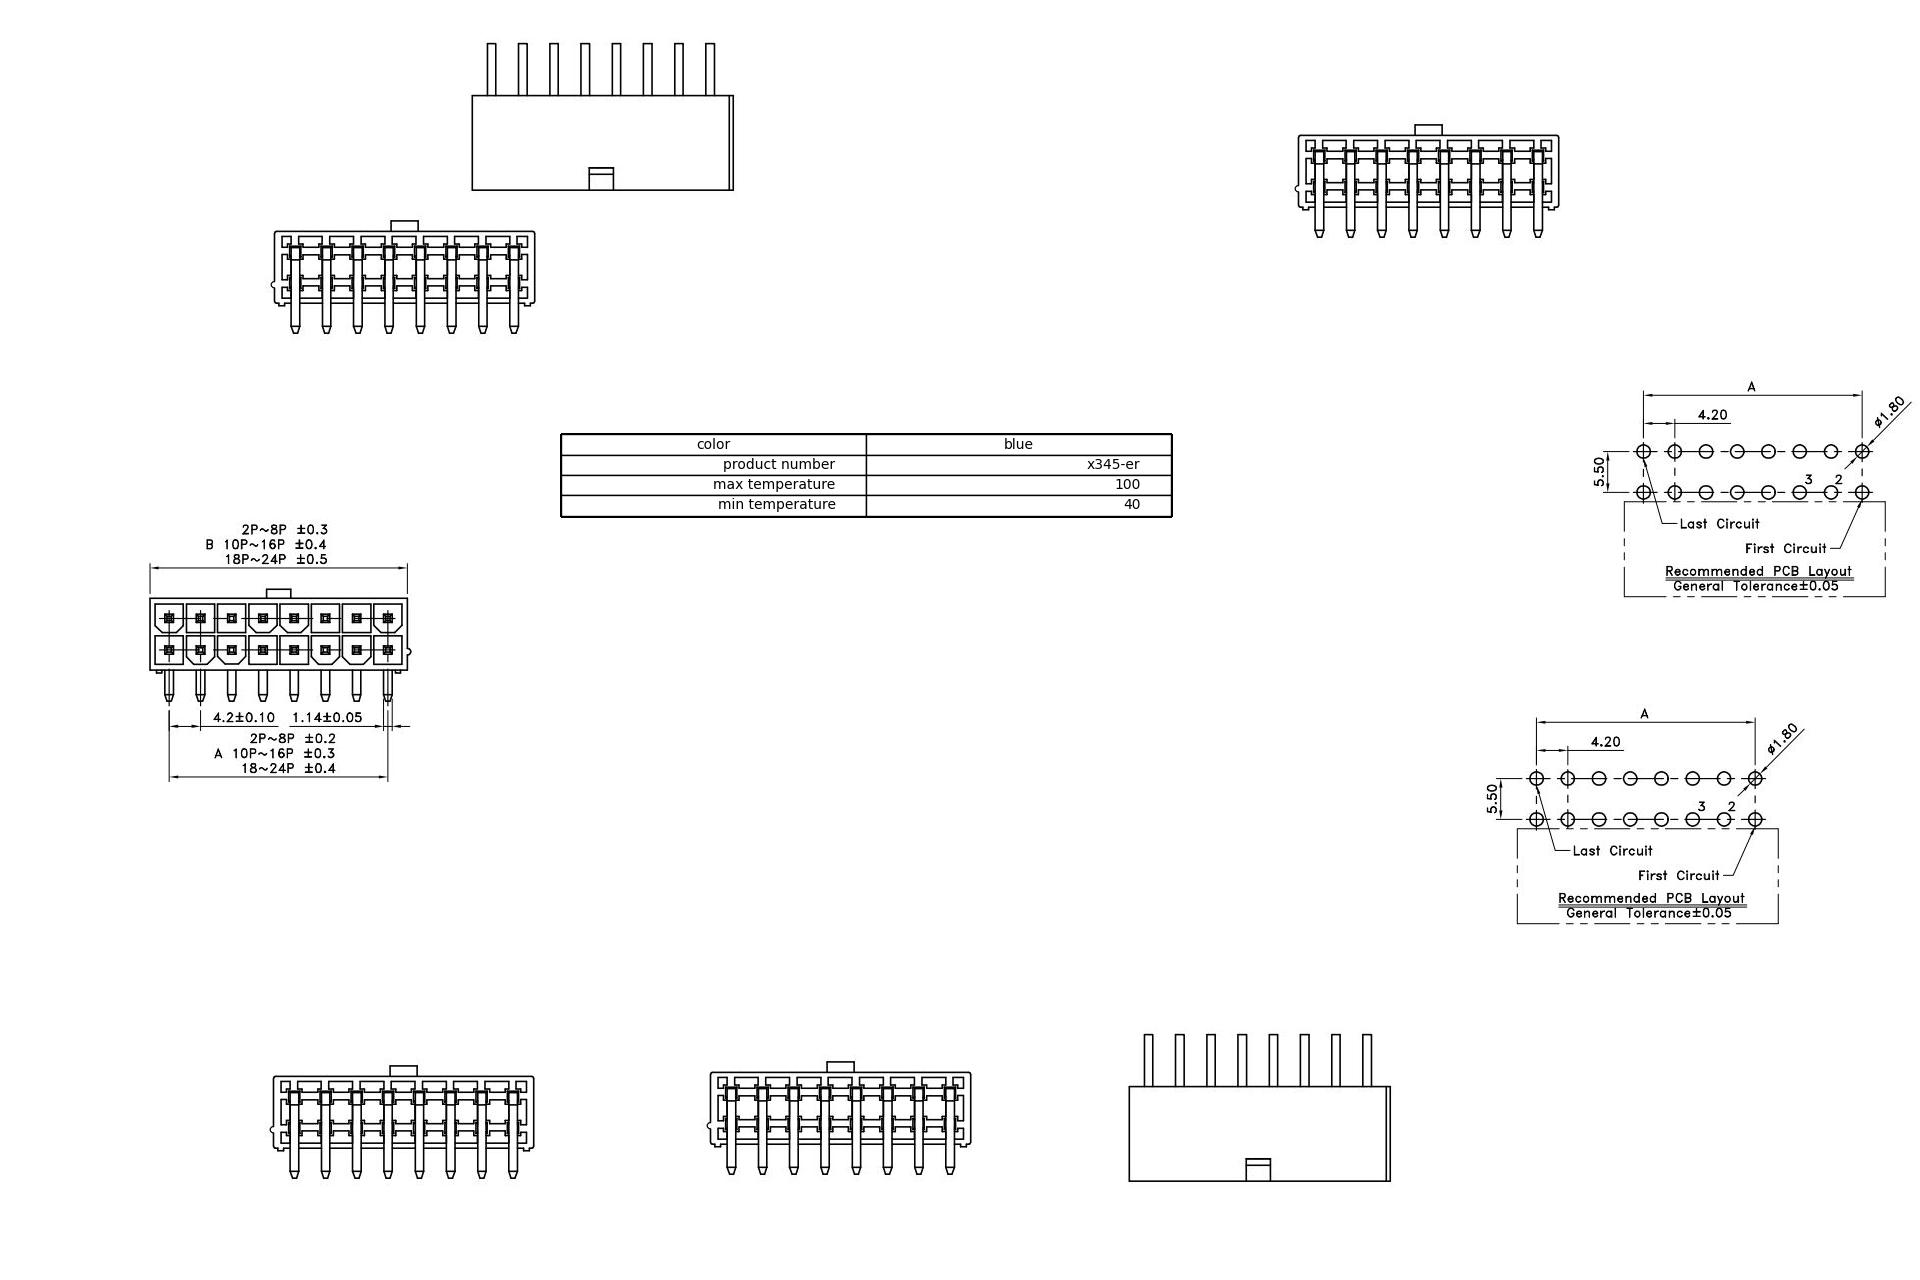 A
4.20
ø1.80
5.50
3 2
Last Circuit
First Circuit
Recommended PCB Layout
General Tolerance±0.05
color blue
product number x345-er
max temperature 100
min temperature 40
2P~8P ±0.3
B 10P~16P ±0.4
18P~24P ±0.5
4.2±0.10 1.14±0.05
2P~8P ±0.2
A 10P~16P ±0.3
18~24P ±0.4
A
4.20
ø1.80
5.50
3 2
Last Circuit
First Circuit
Recommended PCB Layout
General Tolerance±0.05